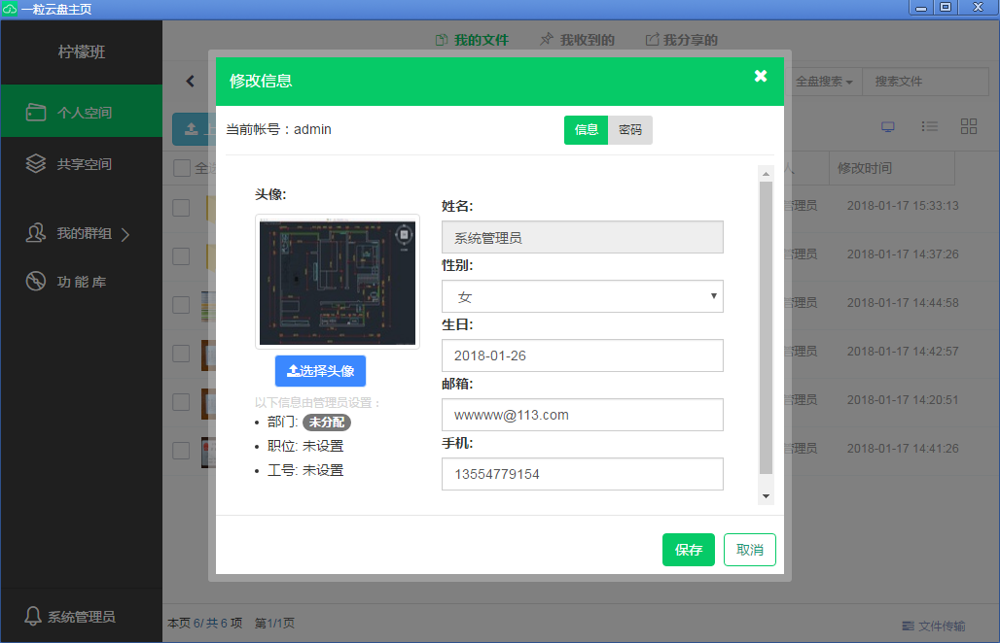 一粒云盘主页
柠檬班
个人空间
共享空间
我的群组
功能库
系统管理员
我的文件
我收到的
我分享的
全盘搜索
搜索文件
修改时间
管理员 2018-01-17 15:33:13
管理员 2018-01-17 14:37:26
管理员 2018-01-17 14:44:58
管理员 2018-01-17 14:42:57
管理员 2018-01-17 14:20:51
管理员 2018-01-17 14:41:26
修改信息
当前帐号：admin
信息
密码
头像:
选择头像
以下信息由管理员设置：
部门: 未分配
职位: 未设置
工号: 未设置
姓名:
系统管理员
性别:
女
生日:
2018-01-26
邮箱:
wwwww@113.com
手机:
13554779154
保存
取消
本页 6/ 共 6 项 第1/1页
文件传输